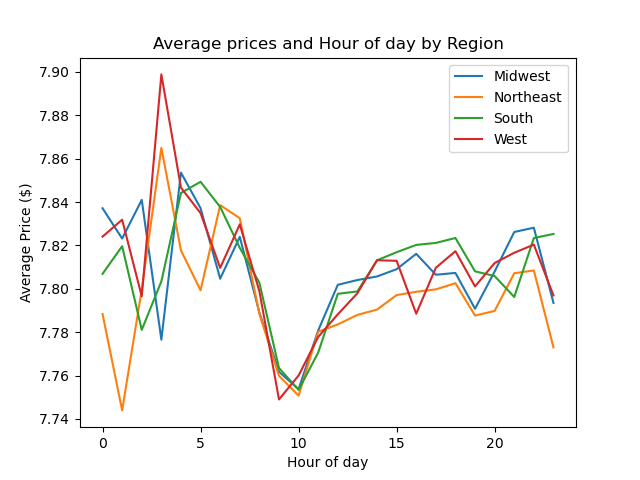 Average prices and Hour of day by Region
7.90
7.88
7.86
7.84
7.82
7.80
7.78
7.76
7.74
Average Price ($)
Midwest
Northeast
South
West
0 5 10 15 20
Hour of day